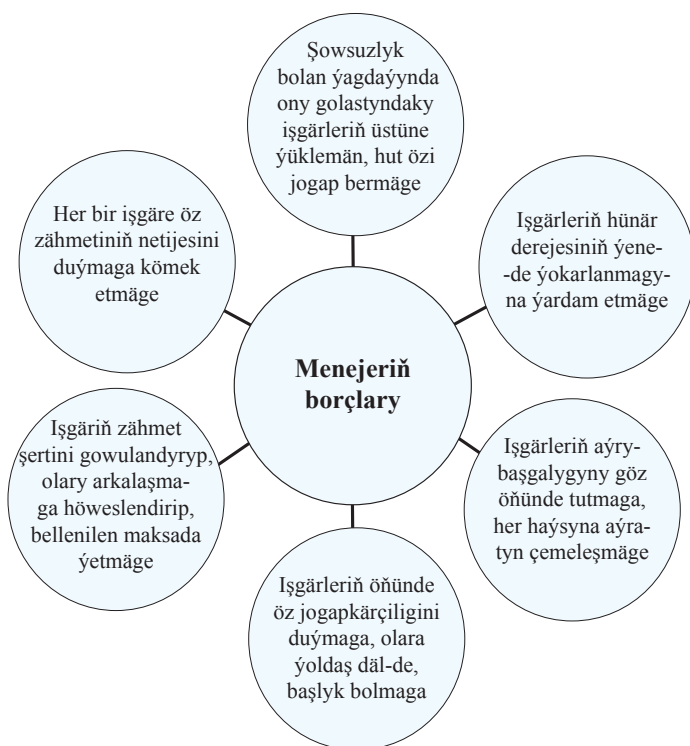 Şowsuzlyk
bolan ýagdaýynda
ony golastyndaky
işgärleriň üstüne
ýüklemän, hut özi
jogap bermäge
Her bir işgäre öz
zähmetiniň netijesini
duýmaga kömek
etmäge
Işgärleriň hünär
derejesiniň ýene-
-de ýokarlanmagy-
na ýardam etmäge
Menejeriň
borçlary
Işgäriň zähmet
şertini gowulandyryp,
olary arkalaşma-
ga höweslendirip,
bellenilen maksada
ýetmäge
Işgärleriň aýry-
başgalygyny göz
öňünde tutmaga,
her haýsyna aýra-
tyn çemeleşmäge
Işgärleriň öňünde
öz jogapkärçiligini
duýmaga, olara
ýoldaş däl-de,
başlyk bolmaga